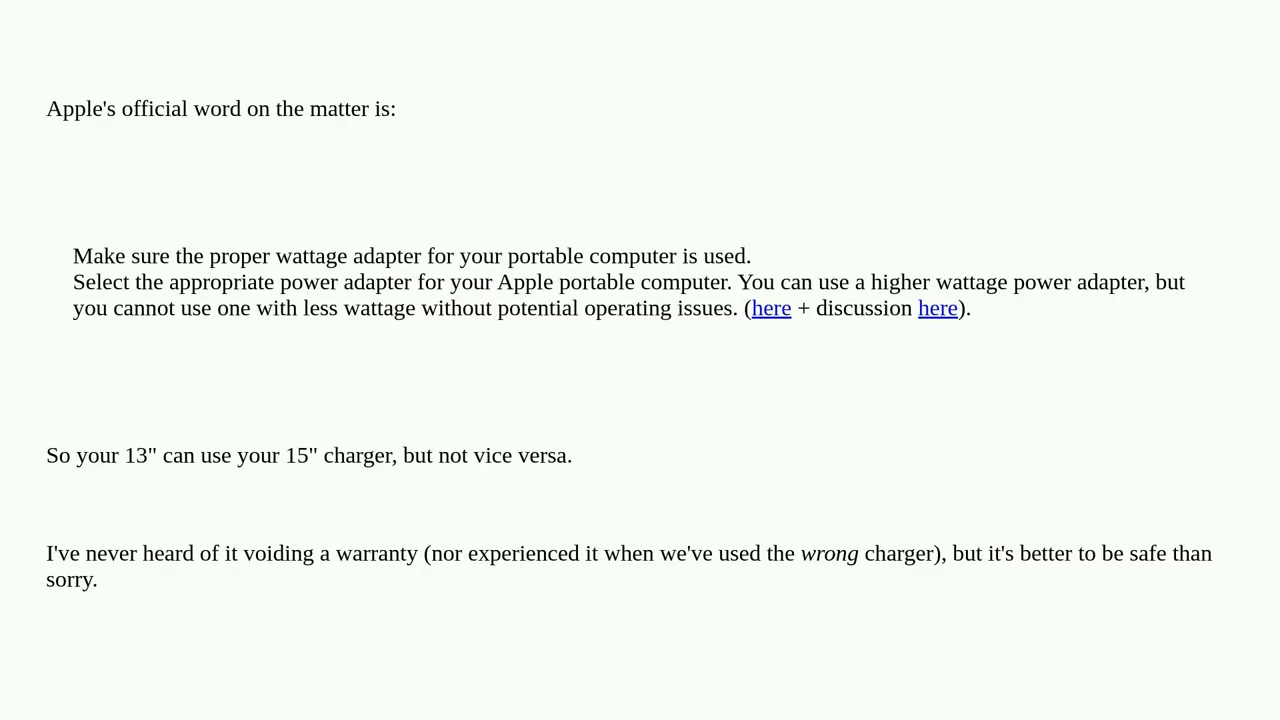 Apple's official word on the matter is:
Make sure the proper wattage adapter for your portable computer is used.
Select the appropriate power adapter for your Apple portable computer. You can use a higher wattage power adapter, but
you cannot use one with less wattage without potential operating issues. (here + discussion here).
So your 13" can use your 15" charger, but not vice versa.
I've never heard of it voiding a warranty (nor experienced it when we've used the wrong charger), but it's better to be safe than
sorry.